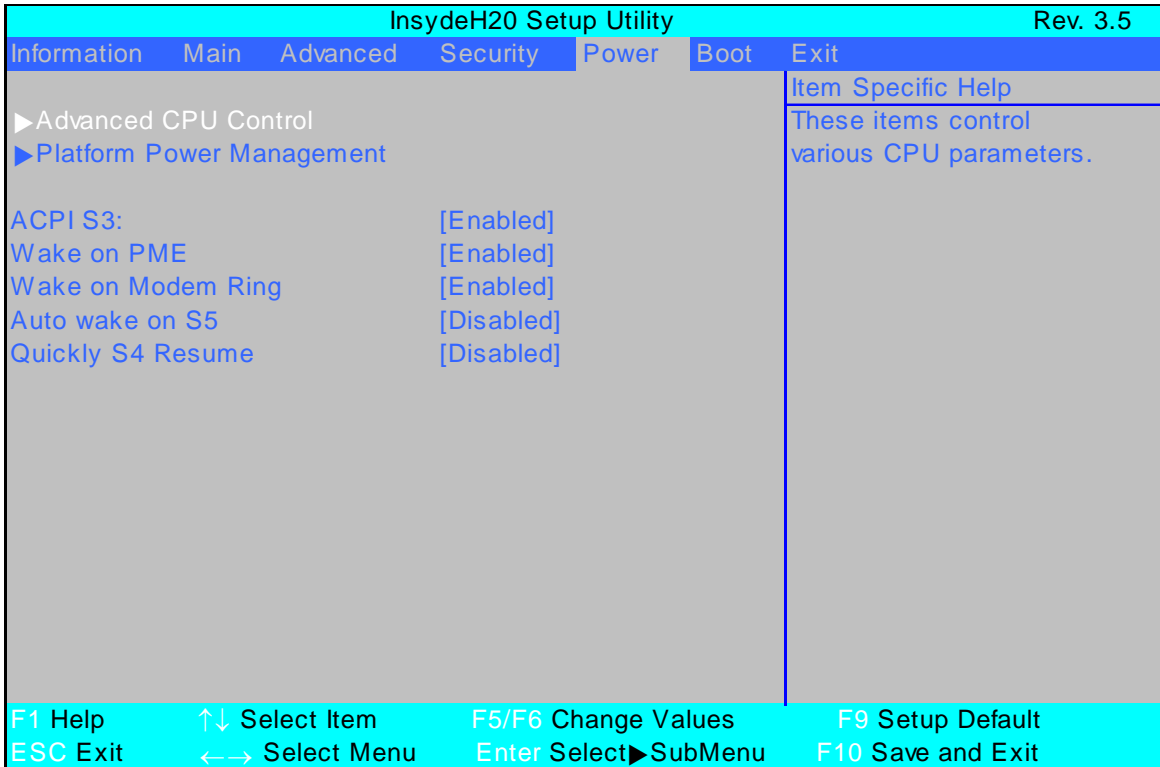 InsydeH20 Setup Utility Rev. 3.5
Information Main Advanced Security Power Boot Exit
Item Specific Help
▶Advanced CPU Control
These items control
▶Platform Power Management
various CPU parameters.
ACPI S3: [Enabled]
Wake on PME [Enabled]
Wake on Modem Ring [Enabled]
Auto wake on S5 [Disabled]
Quickly S4 Resume [Disabled]
F1 Help ↑↓ Select Item F5/F6 Change Values F9 Setup Default
ESC Exit ←→ Select Menu Enter Select▶SubMenu F10 Save and Exit